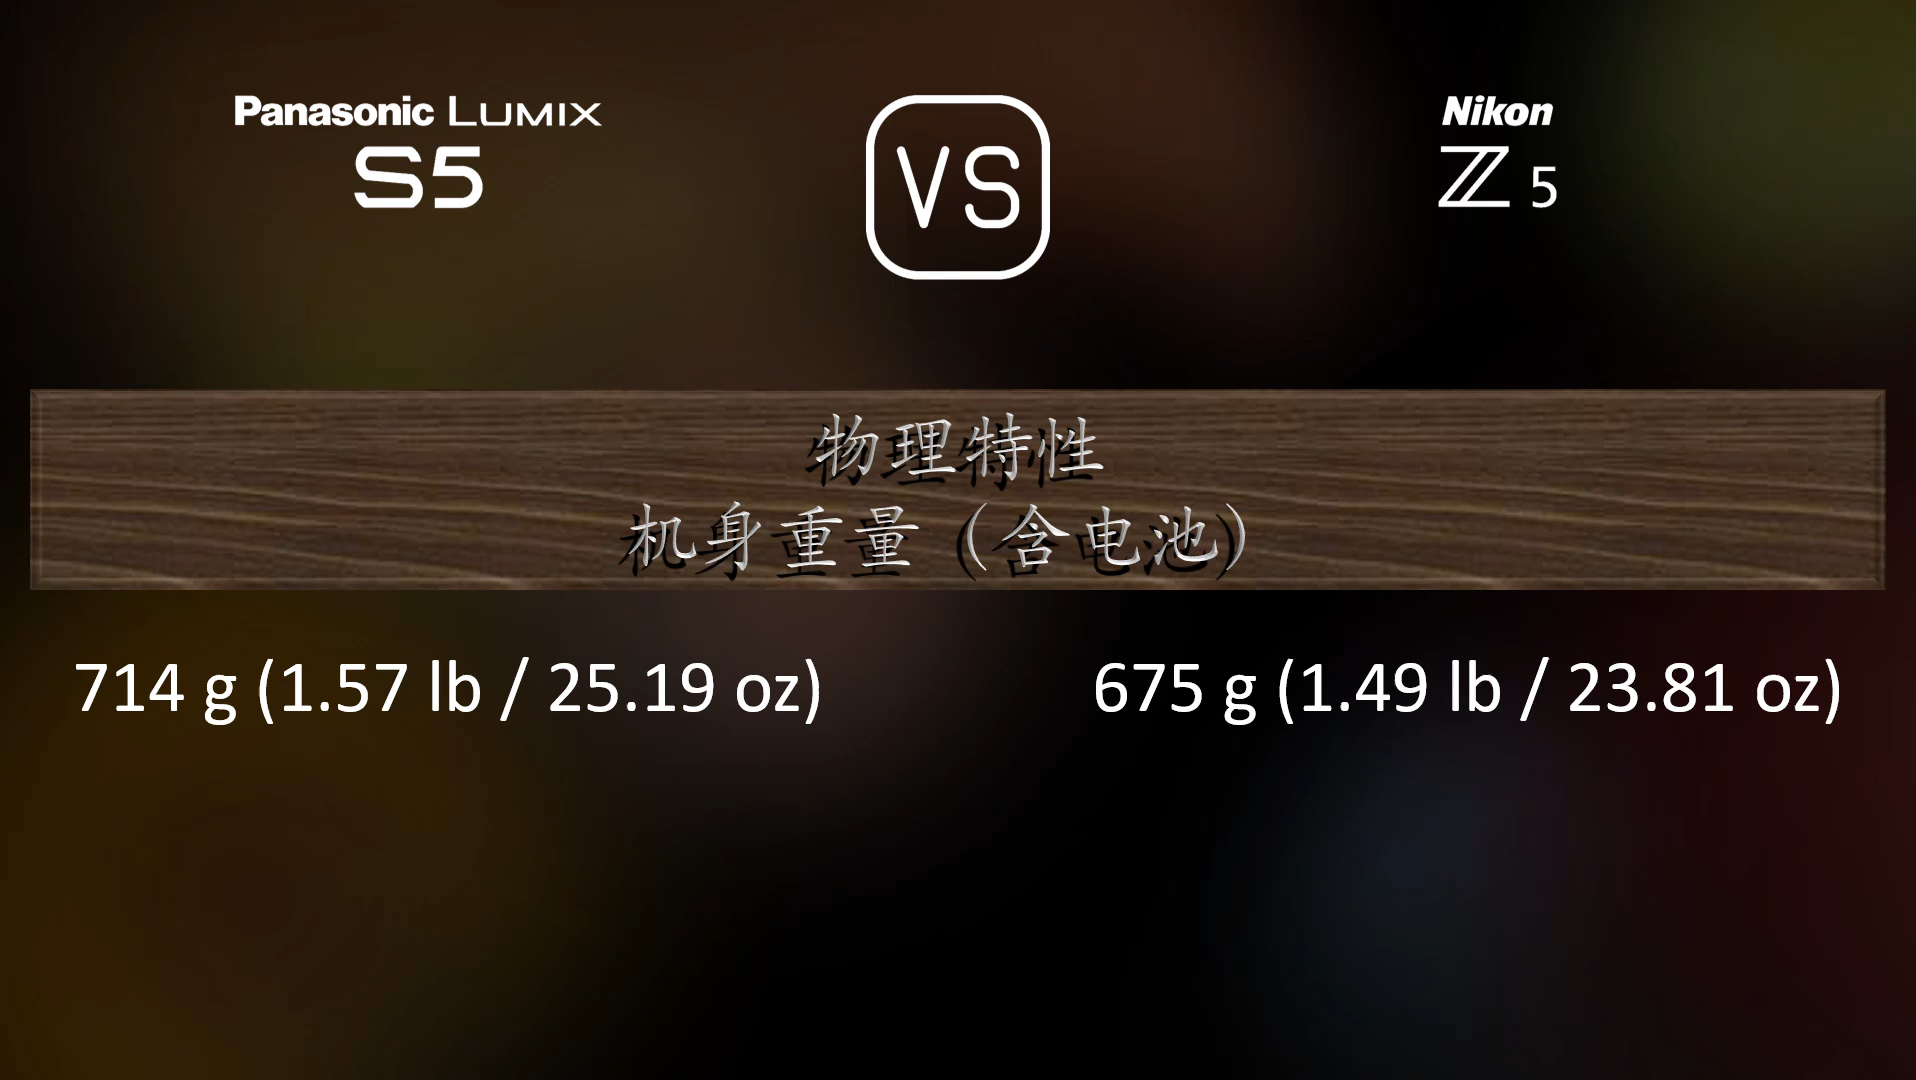 Panasonic LUMIX
S5
VS
Nikon
Z 5
物理特性
机身重量（含电池）
714 g (1.57 lb / 25.19 oz)
675 g (1.49 lb / 23.81 oz)